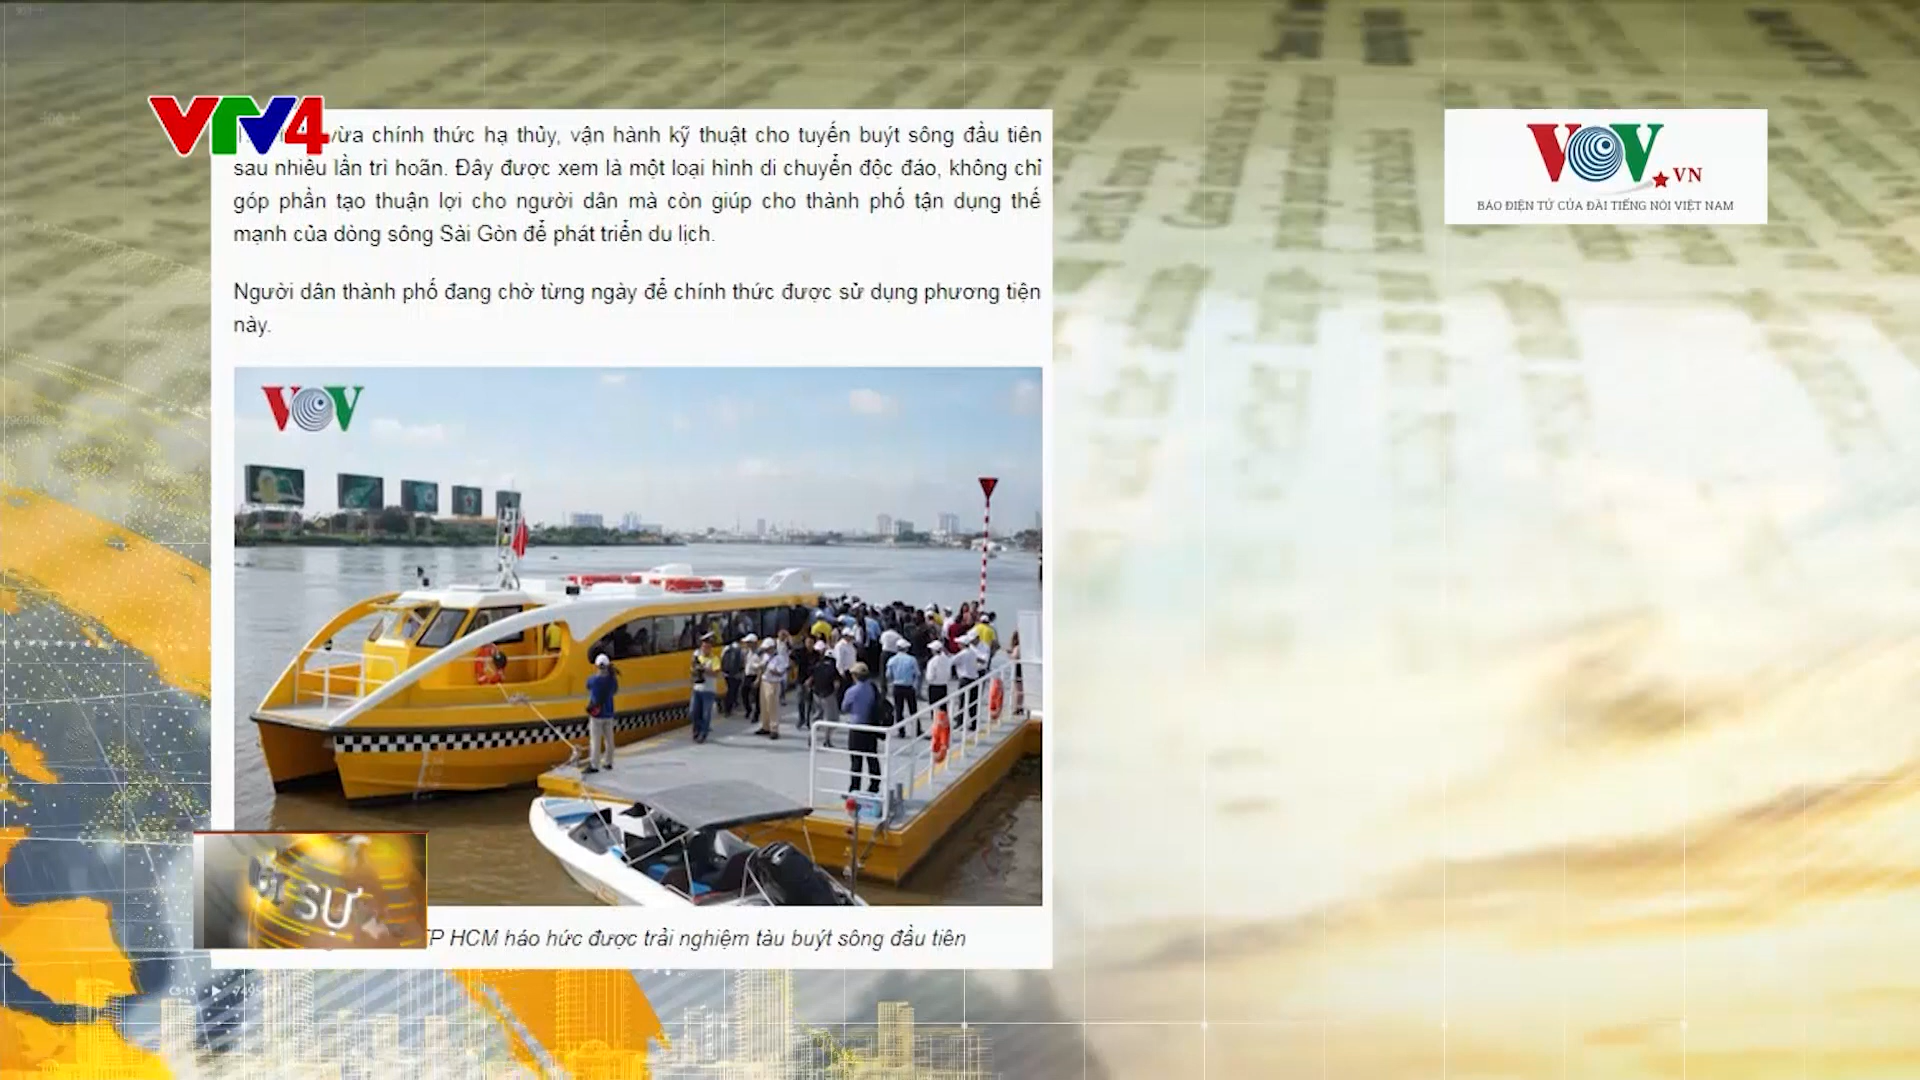 VTV4
vừa chính thức hạ thủy, vận hành kỹ thuật cho tuyến buýt sông đầu tiên
sau nhiều lần trì hoãn. Đây được xem là một loại hình di chuyển độc đáo, không chỉ
góp phần tạo thuận lợi cho người dân mà còn giúp cho thành phố tận dụng thế
mạnh của dòng sông Sài Gòn để phát triển du lịch.
Người dân thành phố đang chờ từng ngày để chính thức được sử dụng phương tiện
này.
VOV
TP HCM háo hức được trải nghiệm tàu buýt sông đầu tiên
SỰ
VOV.VN
BÁO ĐIỆN TỬ CỦA ĐÀI TIẾNG NÓI VIỆT NAM